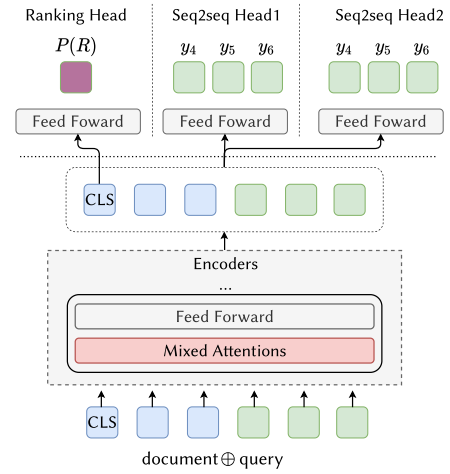 Ranking Head Seq2seq Head1 Seq2seq Head2
P(R) y4 y5 y6 y4 y5 y6
Feed Foward Feed Foward Feed Foward
CLS
Encoders
...
Feed Forward
Mixed Attentions
CLS
document⊕query